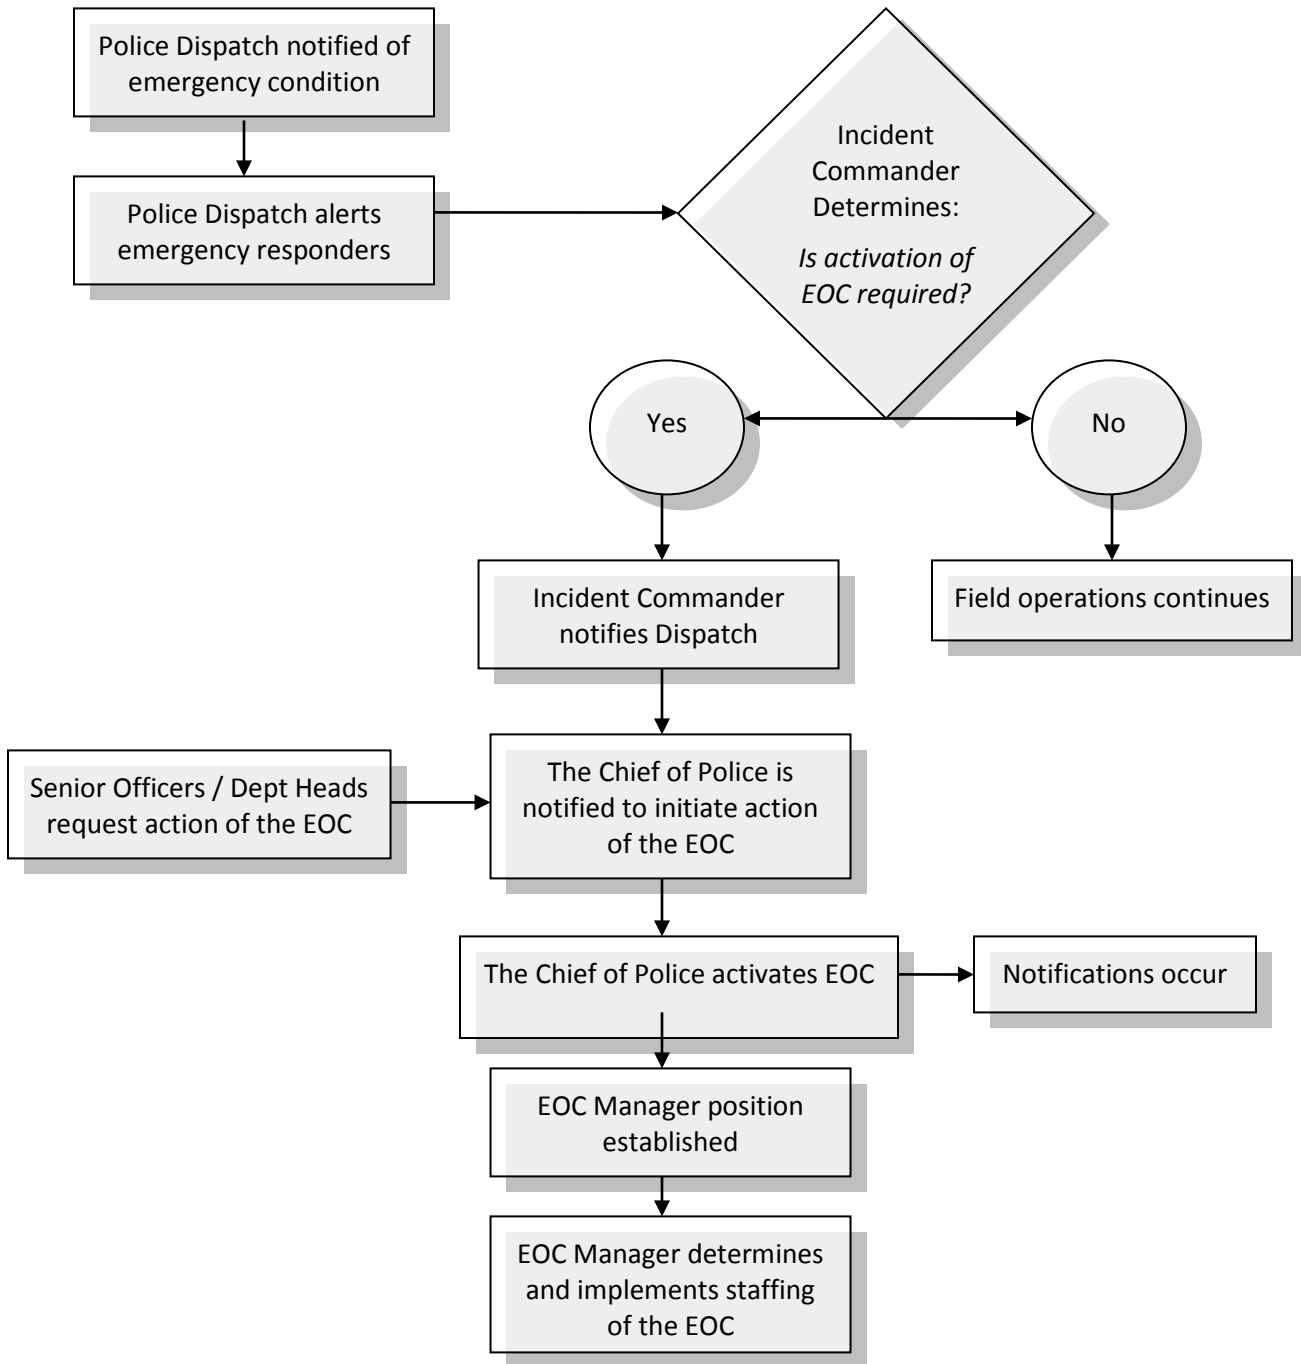 Police Dispatch notified of
emergency condition
Police Dispatch alerts
emergency responders
Incident
Commander
Determines:
Is activation of
EOC required?
Yes
No
Incident Commander
notifies Dispatch
Field operations continues
Senior Officers / Dept Heads
request action of the EOC
The Chief of Police is
notified to initiate action
of the EOC
The Chief of Police activates EOC
Notifications occur
EOC Manager position
established
EOC Manager determines
and implements staffing
of the EOC